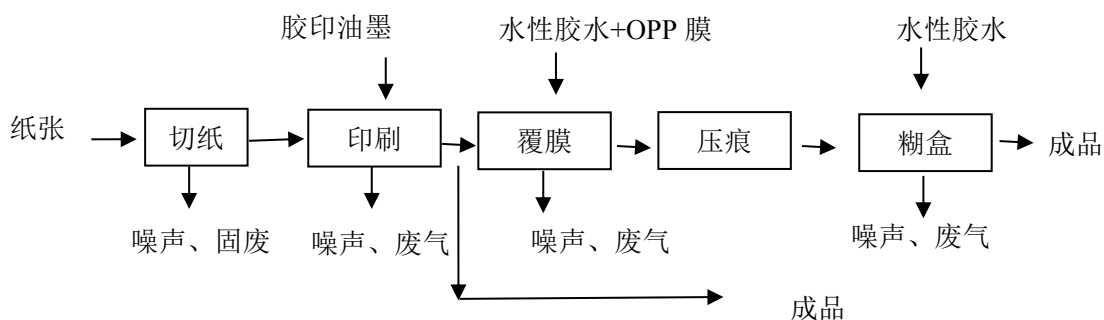 胶印油墨
水性胶水+OPP 膜
水性胶水
纸张
切纸
印刷
覆膜
压痕
糊盒
成品
噪声、固废
噪声、废气
噪声、废气
噪声、废气
成品